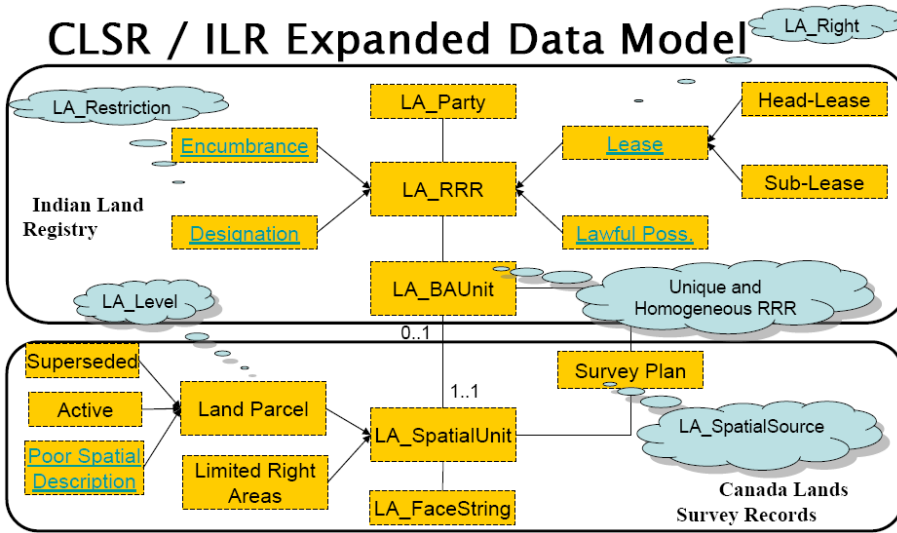 CLSR / ILR Expanded Data Model
LA_Right
LA_Restriction
LA_Party
Head-Lease
Encumbrance
Lease
LA_RRR
Sub-Lease
Indian Land
Registry
Designation
Lawful Poss.
LA_Level
LA_BAUnit
Unique and
Homogeneous RRR
0..1
Superseded
Survey Plan
1..1
Active
Land Parcel
LA_SpatialUnit
LA_SpatialSource
Poor Spatial
Description
Limited Right
Areas
LA_FaceString
Canada Lands
Survey Records